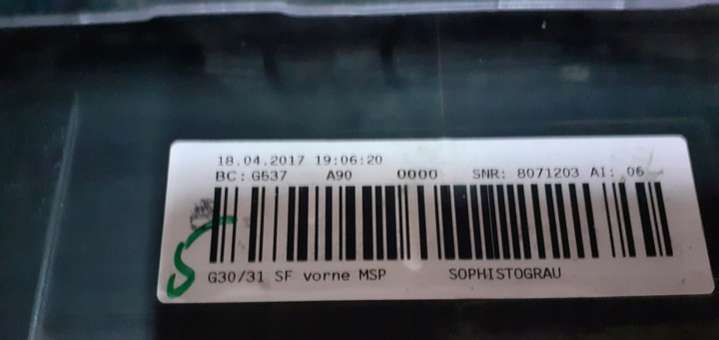 18.04.2017 19:06:20
BC: G537 A90 0000 SNR: 8071203 AI: 06
G30/31 SF vorne MSP SOPHISTOGRAU